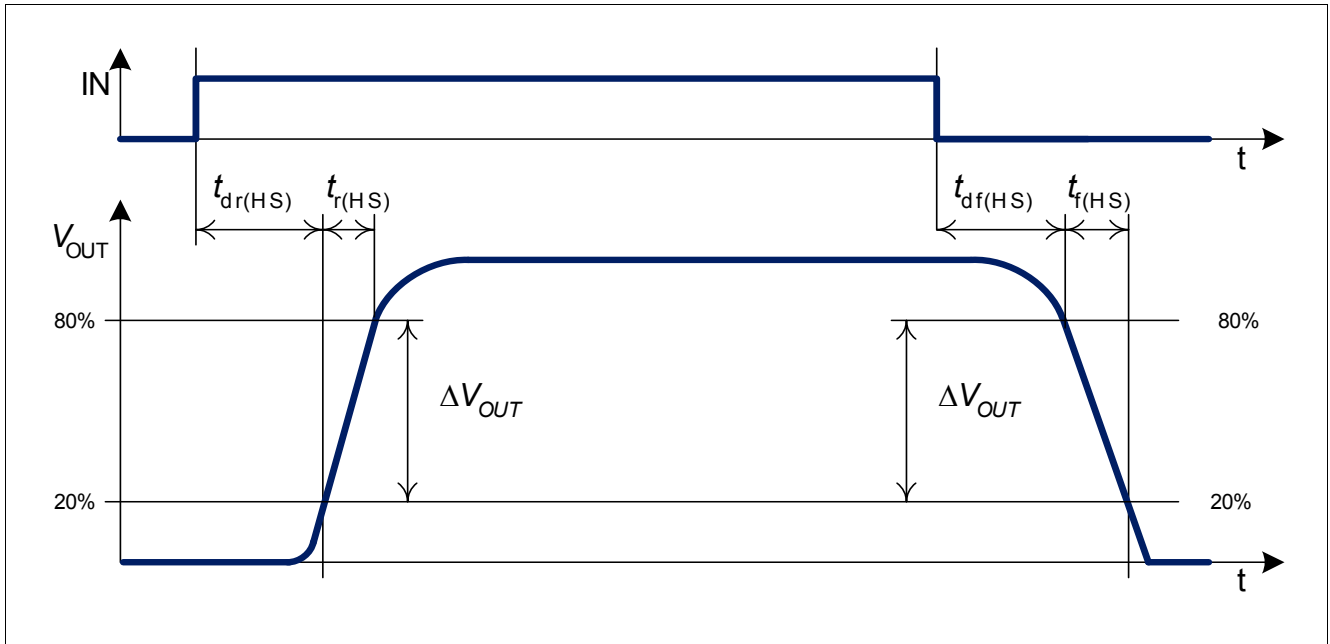 IN
t
tdr(HS) tr(HS) tdf(HS) tf(HS)
VOUT
80% 80%
ΔVOUT ΔVOUT
20% 20%
t